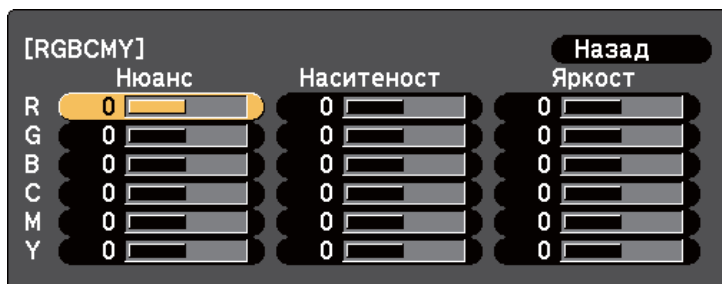 [RGBCMY] Назад
Нюанс Наситеност Яркост
R 0 0 0
G 0 0 0
B 0 0 0
C 0 0 0
M 0 0 0
Y 0 0 0